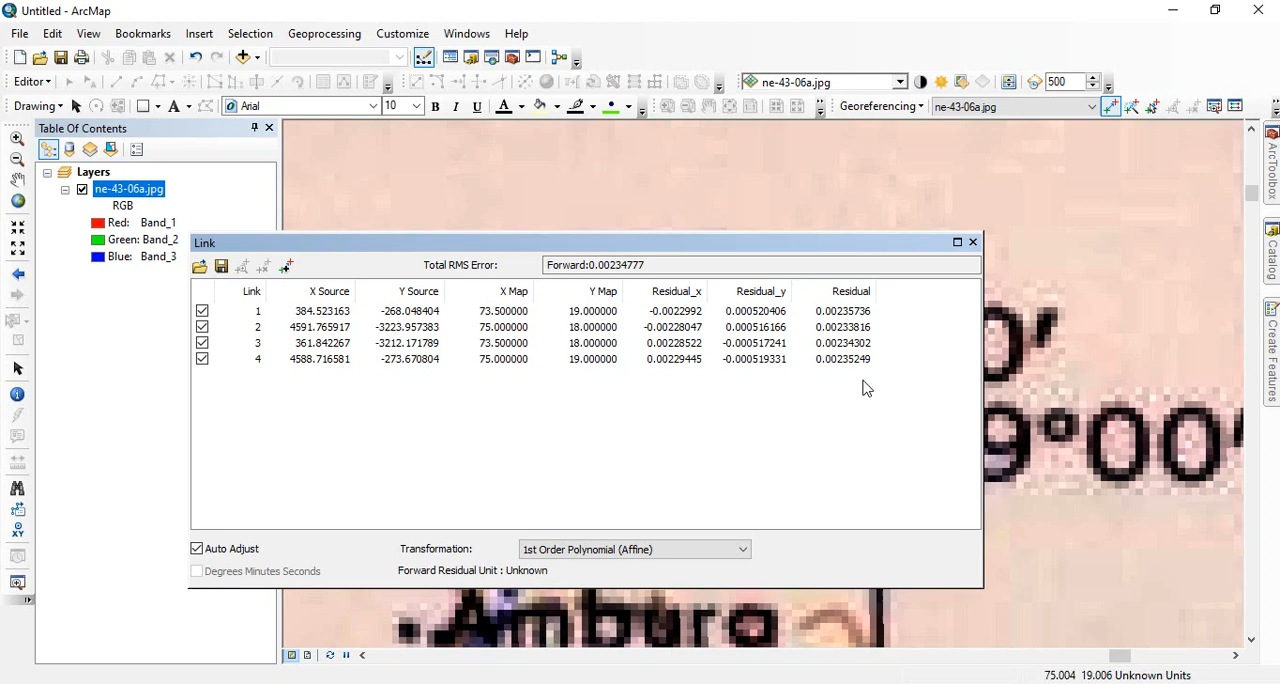 Untitled - ArcMap
File Edit View Bookmarks Insert Selection Geoprocessing Customize Windows Help
Editor ne-43-06a.jpg 500
Drawing A Arial 10 B I U A Georeferencing ne-43-06a.jpg
Table Of Contents
Layers
ne-43-06a.jpg
RGB
Red: Band_1
Green: Band_2
Blue: Band_3
Link
Total RMS Error: Forward:0.00234777
Link X Source Y Source X Map Y Map Residual_x Residual_y Residual
1 384.523163 -268.048404 73.500000 19.000000 -0.0022992 0.000520406 0.00235736
2 4591.765917 -3223.957383 75.000000 18.000000 -0.00228047 0.000516166 0.00233816
3 361.842267 -3212.171789 73.500000 18.000000 0.00228522 -0.000517241 0.00234302
4 4588.716581 -273.670804 75.000000 19.000000 0.00229445 -0.000519331 0.00235249
Auto Adjust Transformation: 1st Order Polynomial (Affine)
Degrees Minutes Seconds Forward Residual Unit : Unknown
0'
9°00'
Ambura
XY
ArcToolbox
Catalog
Create Features
75.004 19.006 Unknown Units